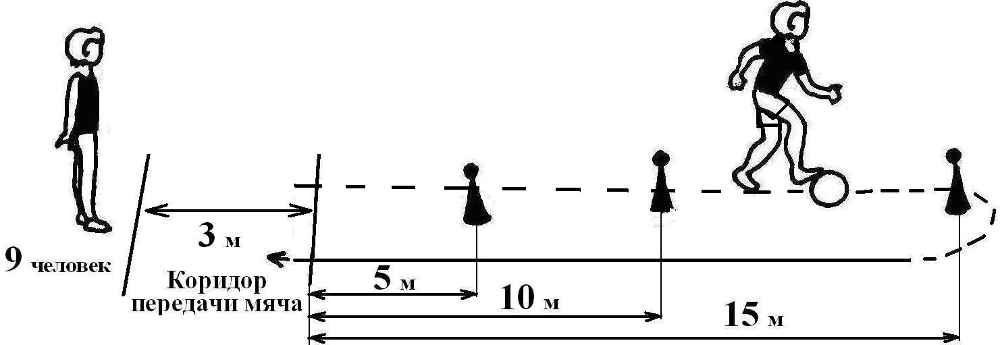 3 м
9 человек
Коридор
передачи мяча
5 м
10 м
15 м